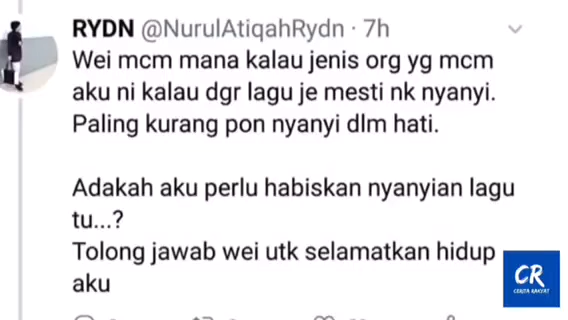 RYDN @NurulAtiqahRydn · 7h
Wei mcm mana kalau jenis org yg mcm
aku ni kalau dgr lagu je mesti nk nyanyi.
Paling kurang pon nyanyi dlm hati.
Adakah aku perlu habiskan nyanyian lagu
tu...?
Tolong jawab wei utk selamatkan hidup
aku
CR
CERITA RAKYAT